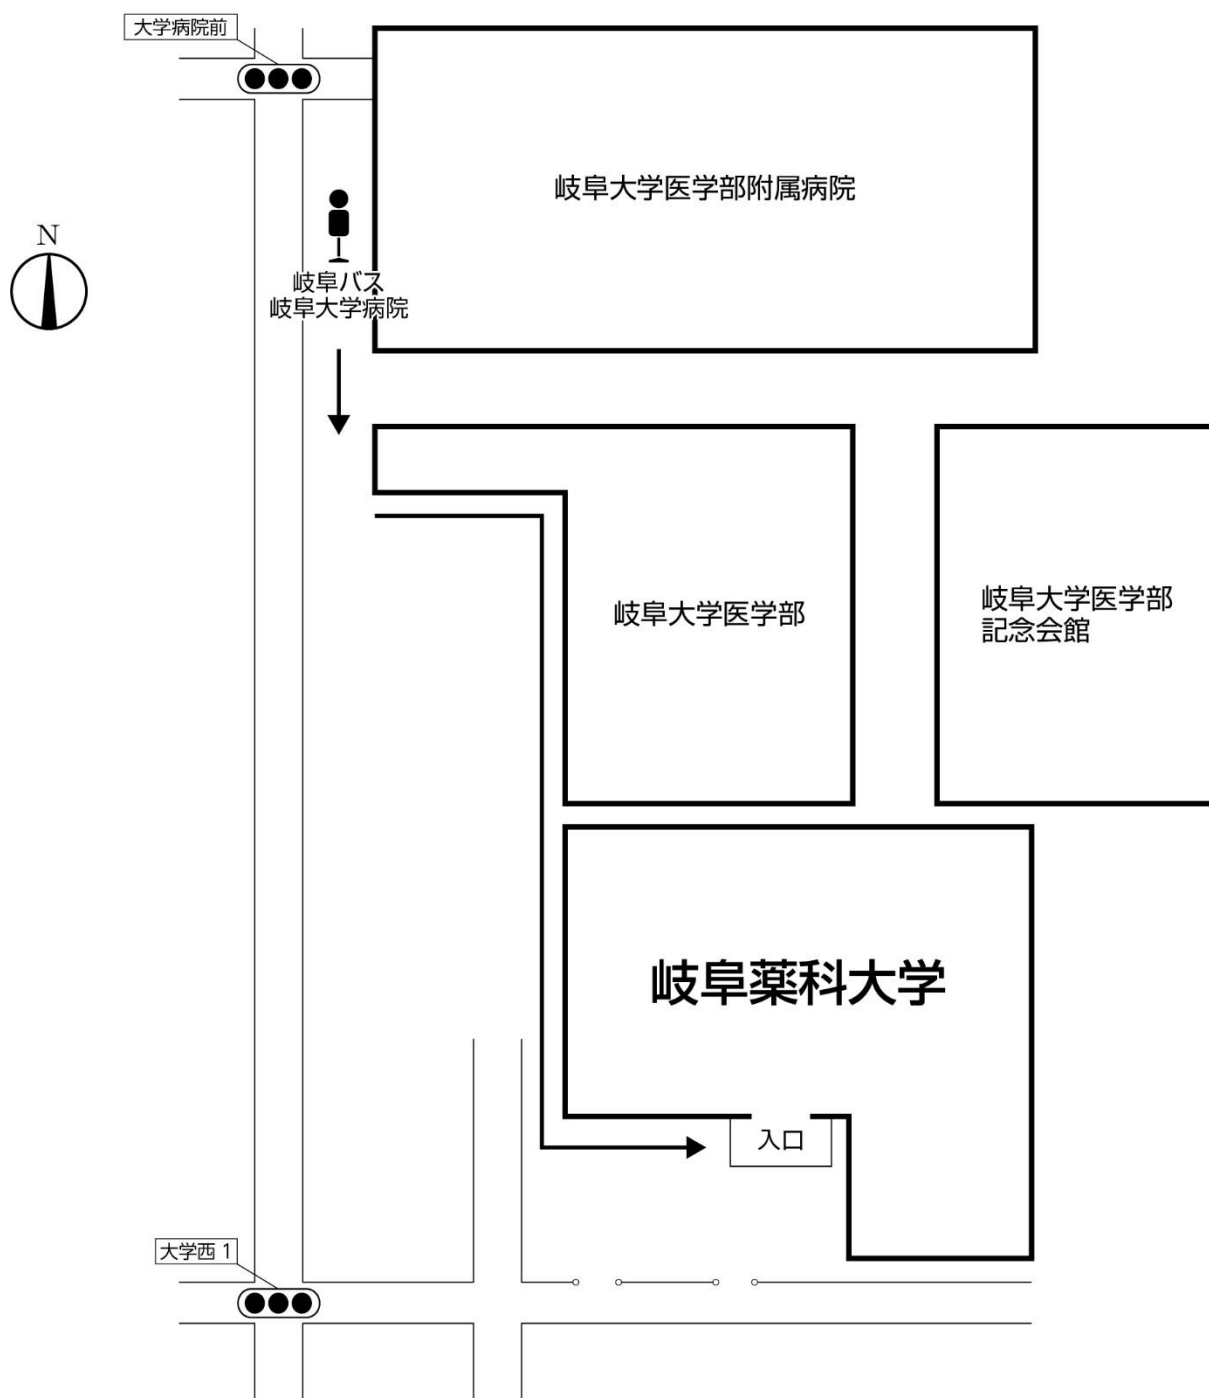 大学病院前
岐阜大学医学部附属病院
N
岐阜バス
岐阜大学病院
岐阜大学医学部
岐阜大学医学部
記念会館
岐阜薬科大学
入口
大学西 1